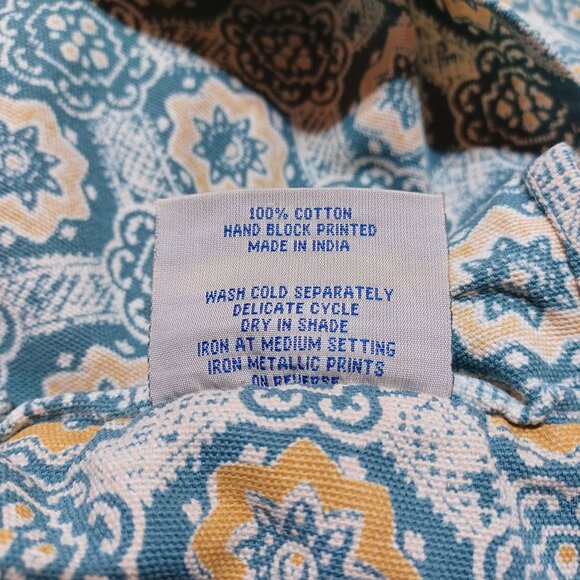 100% COTTON
HAND BLOCK PRINTED
MADE IN INDIA
WASH COLD SEPARATELY
DELICATE CYCLE
DRY IN SHADE
IRON AT MEDIUM SETTING
IRON METALLIC PRINTS
ON REVERSE